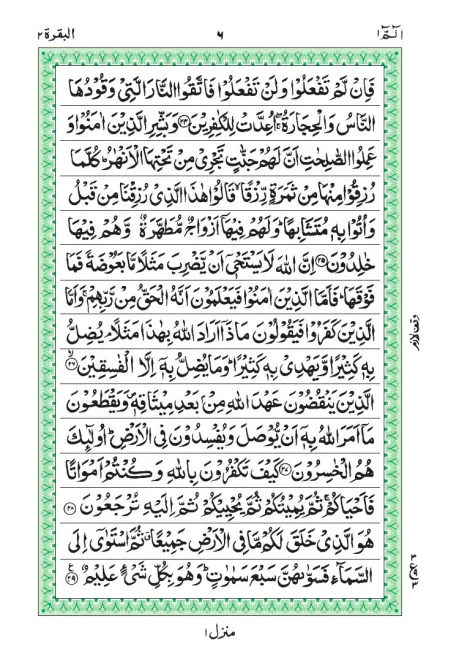 البقرة ٢
٦
الٓمّٓ ١
فَاِنْ لَّمْ تَفْعَلُوْا وَلَنْ تَفْعَلُوْا فَاتَّقُوا النَّارَ الَّتِیْ وَقُوْدُهَا
النَّاسُ وَالْحِجَارَةُ ۖ اُعِدَّتْ لِلْكٰفِرِیْنَ ﴿۲۴﴾ وَبَشِّرِ الَّذِیْنَ اٰمَنُوْا وَ
عَمِلُوا الصّٰلِحٰتِ اَنَّ لَهُمْ جَنّٰتٍ تَجْرِیْ مِنْ تَحْتِهَا الْاَنْهٰرُ ؕ كُلَّمَا
رُزِقُوْا مِنْهَا مِنْ ثَمَرَةٍ رِّزْقًا ۙ قَالُوْا هٰذَا الَّذِیْ رُزِقْنَا مِنْ قَبْلُ
وَاُتُوْا بِهٖ مُتَشَابِهًا ؕ وَلَهُمْ فِیْهَاۤ اَزْوَاجٌ مُّطَهَّرَةٌ وَّهُمْ فِیْهَا
خٰلِدُوْنَ ﴿۲۵﴾ اِنَّ اللّٰهَ لَا یَسْتَحْیٖۤ اَنْ یَّضْرِبَ مَثَلًا مَّا بَعُوْضَةً فَمَا
فَوْقَهَا ؕ فَاَمَّا الَّذِیْنَ اٰمَنُوْا فَیَعْلَمُوْنَ اَنَّهُ الْحَقُّ مِنْ رَّبِّهِمْ ۚ وَاَمَّا
الَّذِیْنَ كَفَرُوْا فَیَقُوْلُوْنَ مَاذَاۤ اَرَادَ اللّٰهُ بِهٰذَا مَثَلًا ۘ یُضِلُّ
بِهٖ كَثِیْرًا وَّیَهْدِیْ بِهٖ كَثِیْرًا ؕ وَمَا یُضِلُّ بِهٖۤ اِلَّا الْفٰسِقِیْنَ ﴿۲۶﴾
الَّذِیْنَ یَنْقُضُوْنَ عَهْدَ اللّٰهِ مِنْۢ بَعْدِ مِیْثَاقِهٖ وَیَقْطَعُوْنَ
مَاۤ اَمَرَ اللّٰهُ بِهٖۤ اَنْ یُّوْصَلَ وَیُفْسِدُوْنَ فِی الْاَرْضِ ؕ اُولٰٓئِكَ
هُمُ الْخٰسِرُوْنَ ﴿۲۷﴾ كَیْفَ تَكْفُرُوْنَ بِاللّٰهِ وَكُنْتُمْ اَمْوَاتًا
فَاَحْیَاكُمْ ۚ ثُمَّ یُمِیْتُكُمْ ثُمَّ یُحْیِیْكُمْ ثُمَّ اِلَیْهِ تُرْجَعُوْنَ ﴿۲۸﴾
هُوَ الَّذِیْ خَلَقَ لَكُمْ مَّا فِی الْاَرْضِ جَمِیْعًا ۗ ثُمَّ اسْتَوٰۤی اِلَی
السَّمَآءِ فَسَوّٰىهُنَّ سَبْعَ سَمٰوٰتٍ ؕ وَهُوَ بِكُلِّ شَیْءٍ عَلِیْمٌ ﴿۲۹﴾
وقف لازم
منزل ١